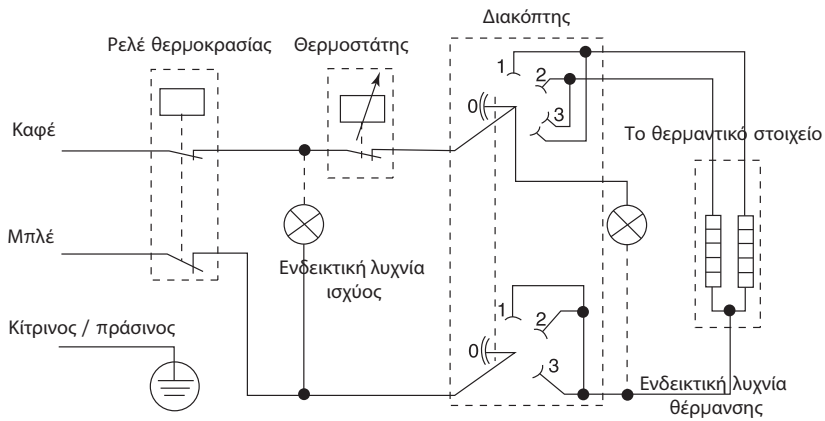 Διακόπτης
Ρελέ θερμοκρασίας
Θερμοστάτης
1
2
0
3
Καφέ
Το θερμαντικό στοιχείο
Μπλέ
Ενδεικτική λυχνία
ισχύος
1
2
0
3
Κίτρινος / πράσινος
Ενδεικτική λυχνία
θέρμανσης